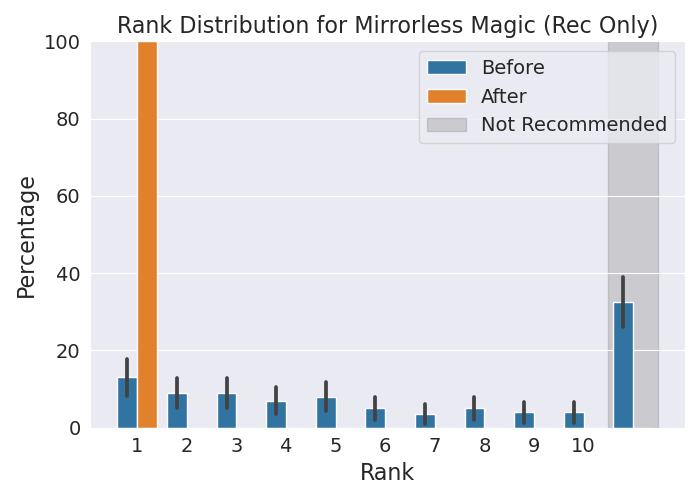 Rank Distribution for Mirrorless Magic (Rec Only)
100
80
60
40
20
0
Percentage
Before
After
Not Recommended
1 2 3 4 5 6 7 8 9 10
Rank